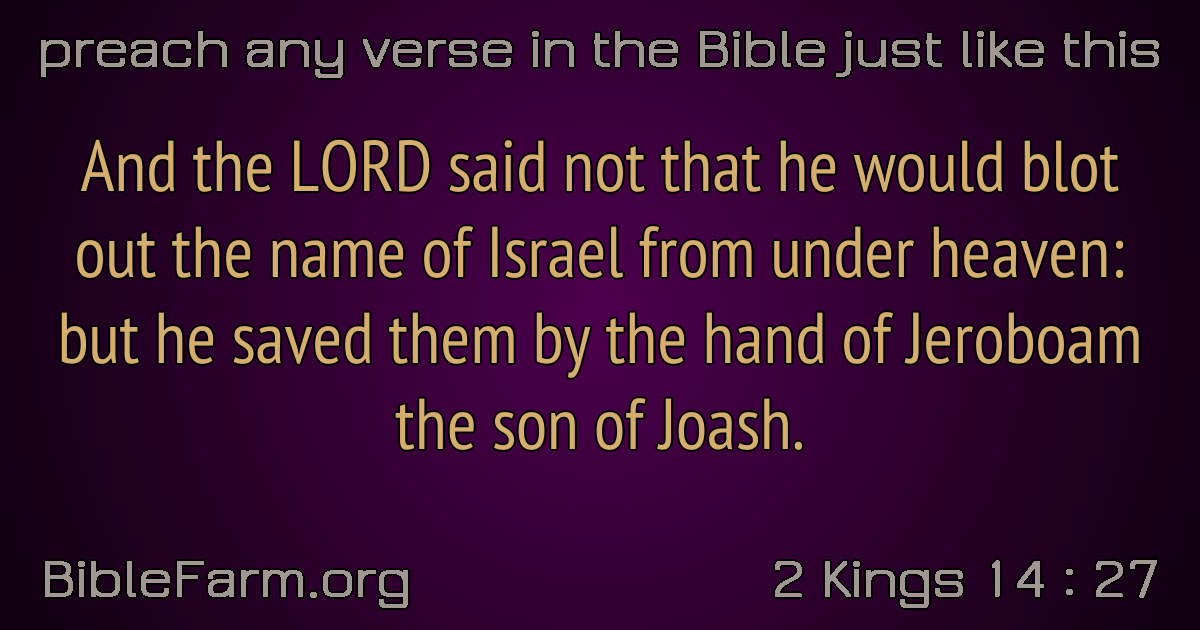 preach any verse in the Bible just like this
And the LORD said not that he would blot
out the name of Israel from under heaven:
but he saved them by the hand of Jeroboam
the son of Joash.
BibleFarm.org
2 Kings 14 : 27